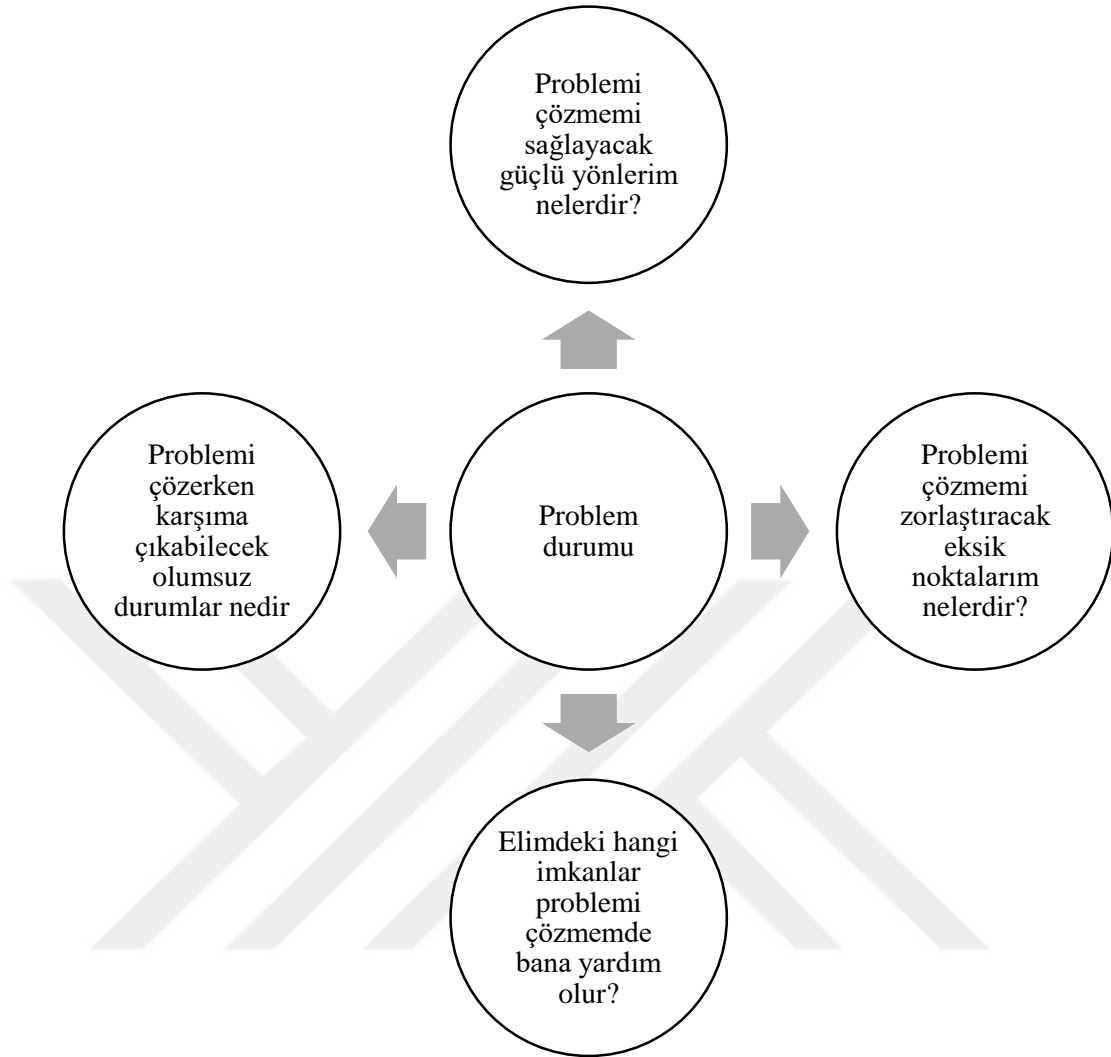 Problemi
çözmemi
sağlayacak
güçlü yönlerim
nelerdir?
Problemi
çözerken
karşıma
çıkabilecek
olumsuz
durumlar nedir
Problem
durumu
Problemi
çözmemi
zorlaştıracak
eksik
noktalarım
nelerdir?
Elimdeki hangi
imkanlar
problemi
çözmemde
bana yardım
olur?